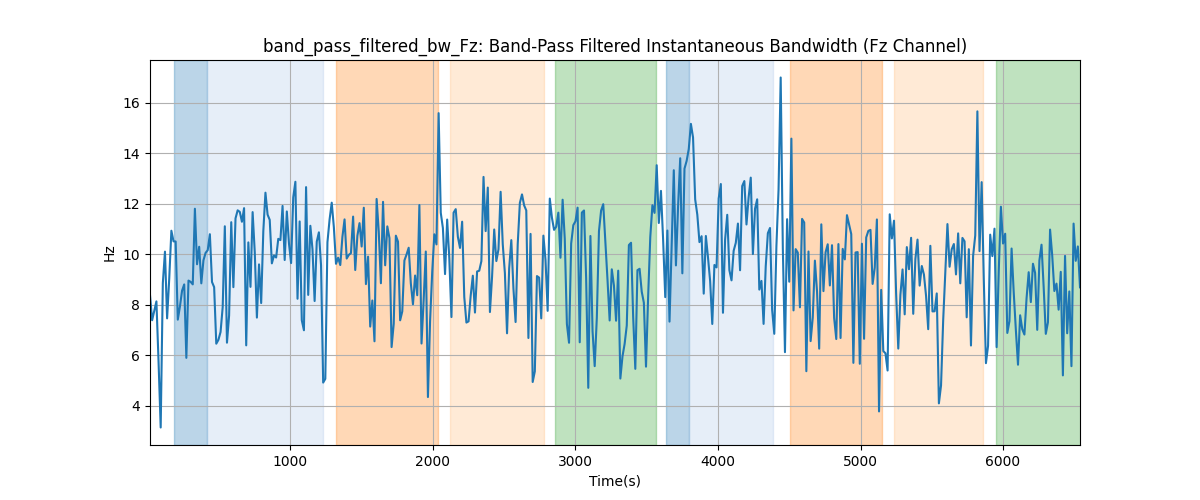 band_pass_filtered_bw_Fz: Band-Pass Filtered Instantaneous Bandwidth (Fz Channel)
16
14
12
10
8
6
4
Hz
1000 2000 3000 4000 5000 6000
Time(s)